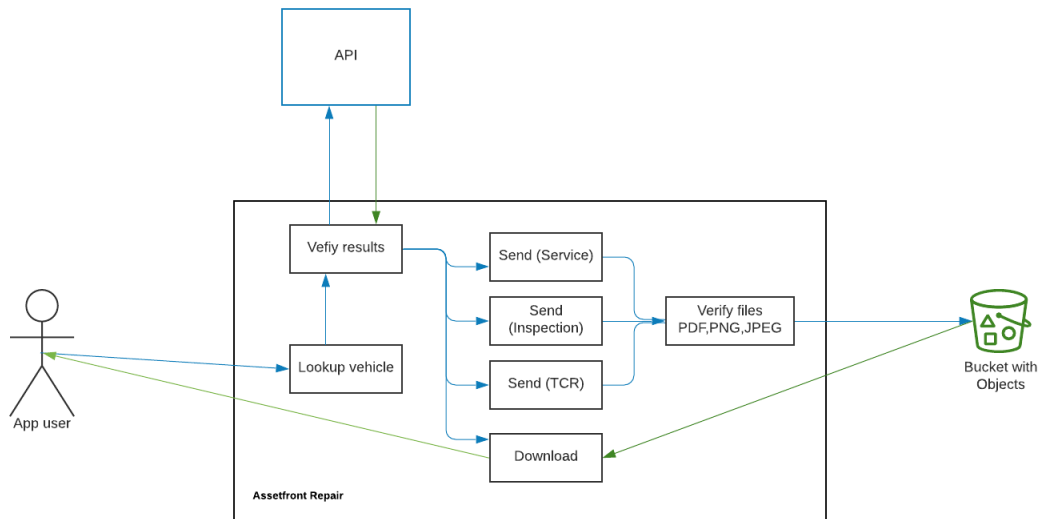 API
Vefiy results
Send (Service)
Send
(Inspection)
Verify files
PDF,PNG,JPEG
Lookup vehicle
Send (TCR)
Bucket with
Objects
App user
Download
Assetfront Repair